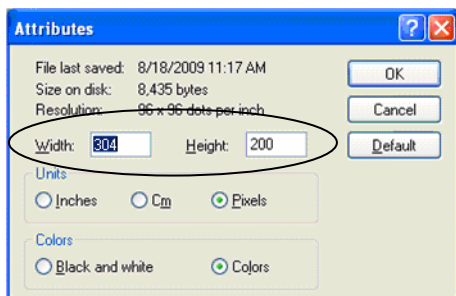 Attributes
File last saved: 8/18/2009 11:17 AM
Size on disk: 8,435 bytes
Resolution: 96 x 96 dots per inch
Width: 304 Height: 200
Units
Inches Cm Pixels
Colors
Black and white Colors
OK
Cancel
Default